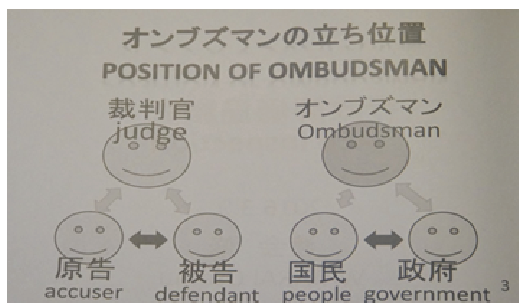 オンブズマンの立ち位置
POSITION OF OMBUDSMAN
裁判官
judge
オンブズマン
Ombudsman
原告
accuser
被告
defendant
国民
people
政府
government
3